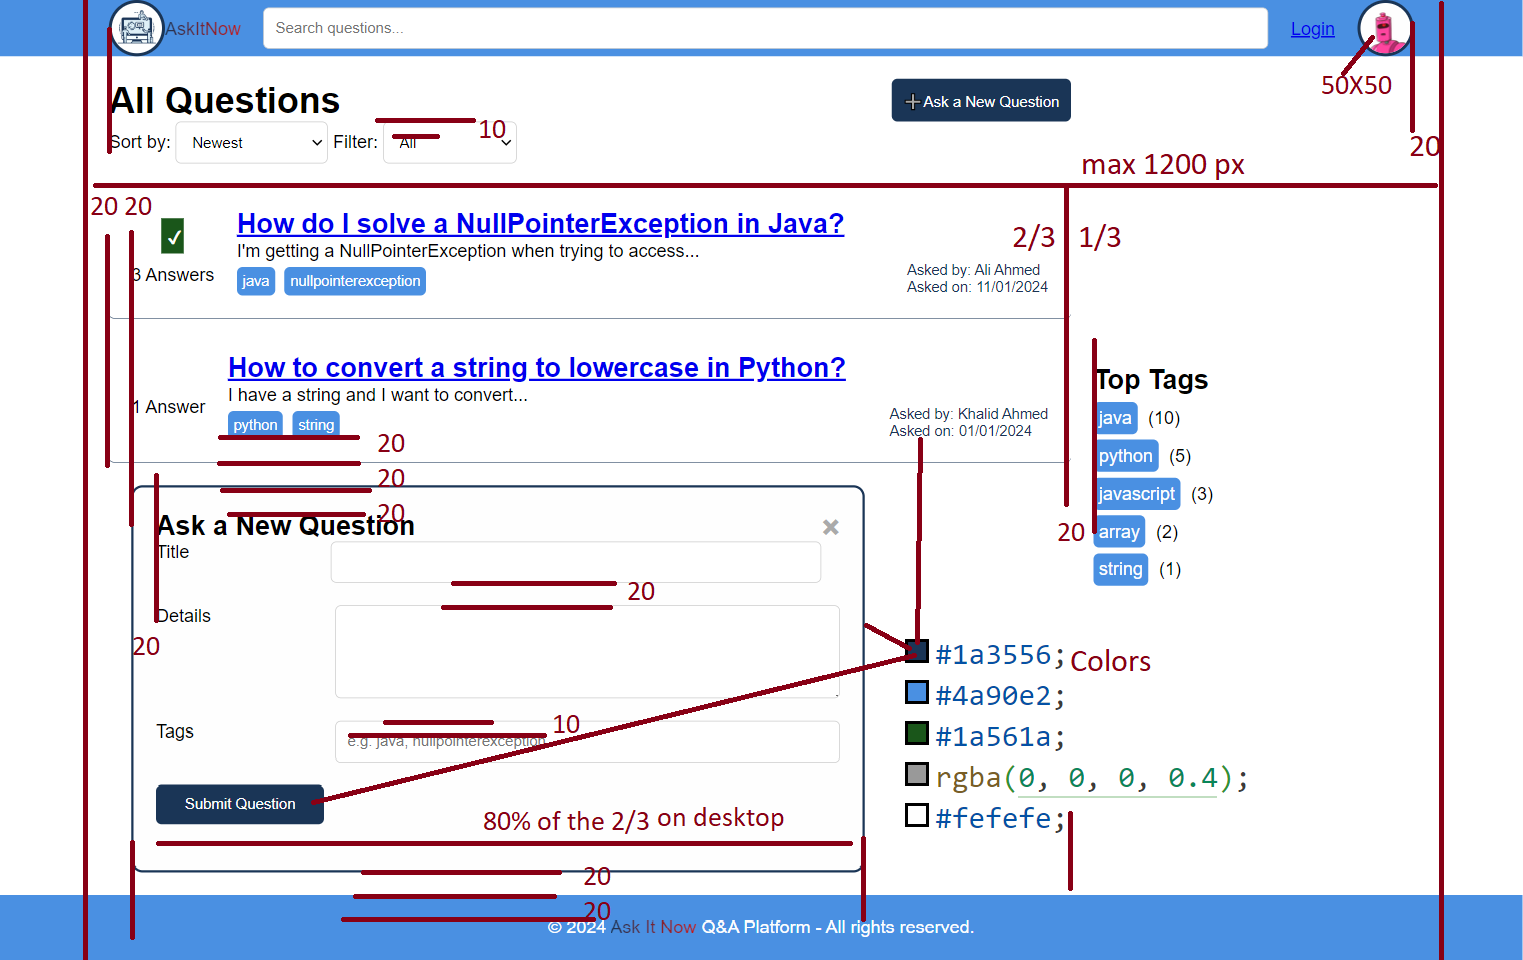 AskItNow
Search questions...
Login
50X50
All Questions
+ Ask a New Question
Sort by: Newest Filter: All
10
20
max 1200 px
20 20
How do I solve a NullPointerException in Java?
2/3 1/3
I'm getting a NullPointerException when trying to access...
3 Answers
java nullpointerexception
Asked by: Ali Ahmed
Asked on: 11/01/2024
How to convert a string to lowercase in Python?
I have a string and I want to convert...
1 Answer
python string
Asked by: Khalid Ahmed
Asked on: 01/01/2024
20
20
20
Top Tags
java (10)
python (5)
javascript (3)
array (2)
string (1)
20
Ask a New Question
Title
20
Details
20
Tags
10
e.g. java, nullpointerexception
Submit Question
80% of the 2/3 on desktop
#1a3556; Colors
#4a90e2;
#1a561a;
rgba(0, 0, 0, 0.4);
#fefefe;
20
20
© 2024 Ask It Now Q&A Platform - All rights reserved.